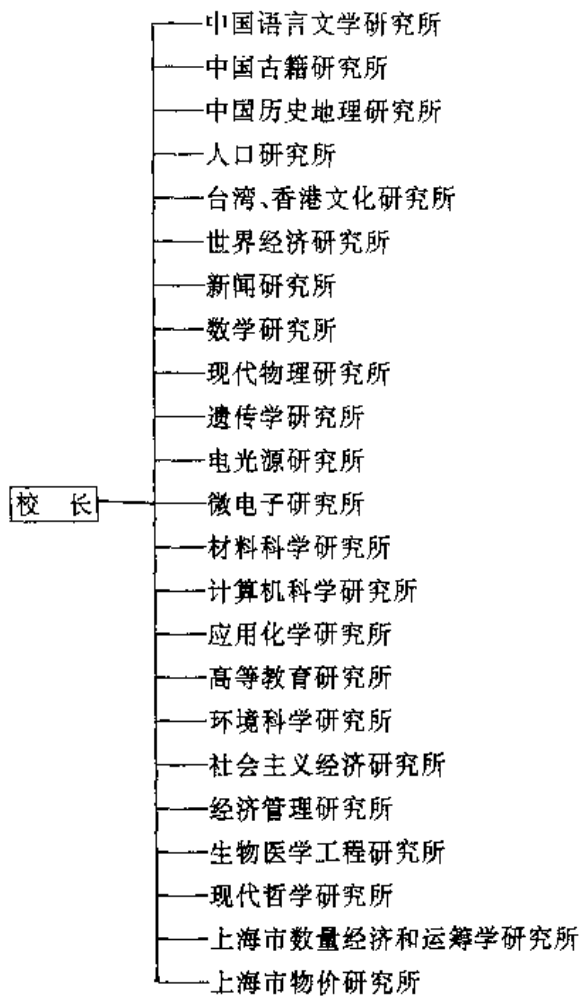 中国语言文学研究所
中国古籍研究所
中国历史地理研究所
人口研究所
台湾、香港文化研究所
世界经济研究所
新闻研究所
数学研究所
现代物理研究所
遗传学研究所
电光源研究所
校 长
微电子研究所
材料科学研究所
计算机科学研究所
应用化学研究所
高等教育研究所
环境科学研究所
社会主义经济研究所
经济管理研究所
生物医学工程研究所
现代哲学研究所
上海市数量经济和运筹学研究所
上海市物价研究所